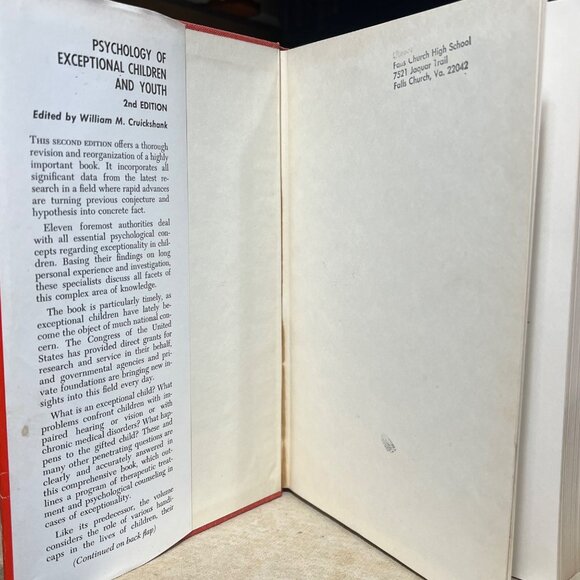 PSYCHOLOGY OF
EXCEPTIONAL CHILDREN
AND YOUTH
2nd EDITION
Edited by William M. Cruickshank
THIS SECOND EDITION offers a thorough
revision and reorganization of a highly
important book. It incorporates all
significant data from the latest re-
search in a field where rapid advances
are turning previous conjecture and
hypothesis into concrete fact.
Eleven foremost authorities deal
with all essential psychological con-
cepts regarding exceptionality in chil-
dren. Basing their findings on long
personal experience and investigation,
these specialists discuss all facets of
this complex area of knowledge.
The book is particularly timely, as
exceptional children have lately be-
come the object of much national con-
cern. The Congress of the United
States has provided direct grants for
research and service in their behalf,
and governmental agencies and pri-
vate foundations are bringing new in-
sights into this field every day.
What is an exceptional child? What
problems confront children with im-
paired hearing or vision or with
chronic medical disorders? What hap-
pens to the gifted child? These and
many other penetrating questions are
clearly and accurately answered in
this comprehensive book, which out-
lines a program of therapeutic treat-
ment and psychological counseling in
cases of exceptionality.
Like its predecessor, the volume
considers the role of various handi-
caps in the lives of children, their
(Continued on back flap)
Library
Falls Church High School
7521 Jaguar Trail
Falls Church, Va. 22042